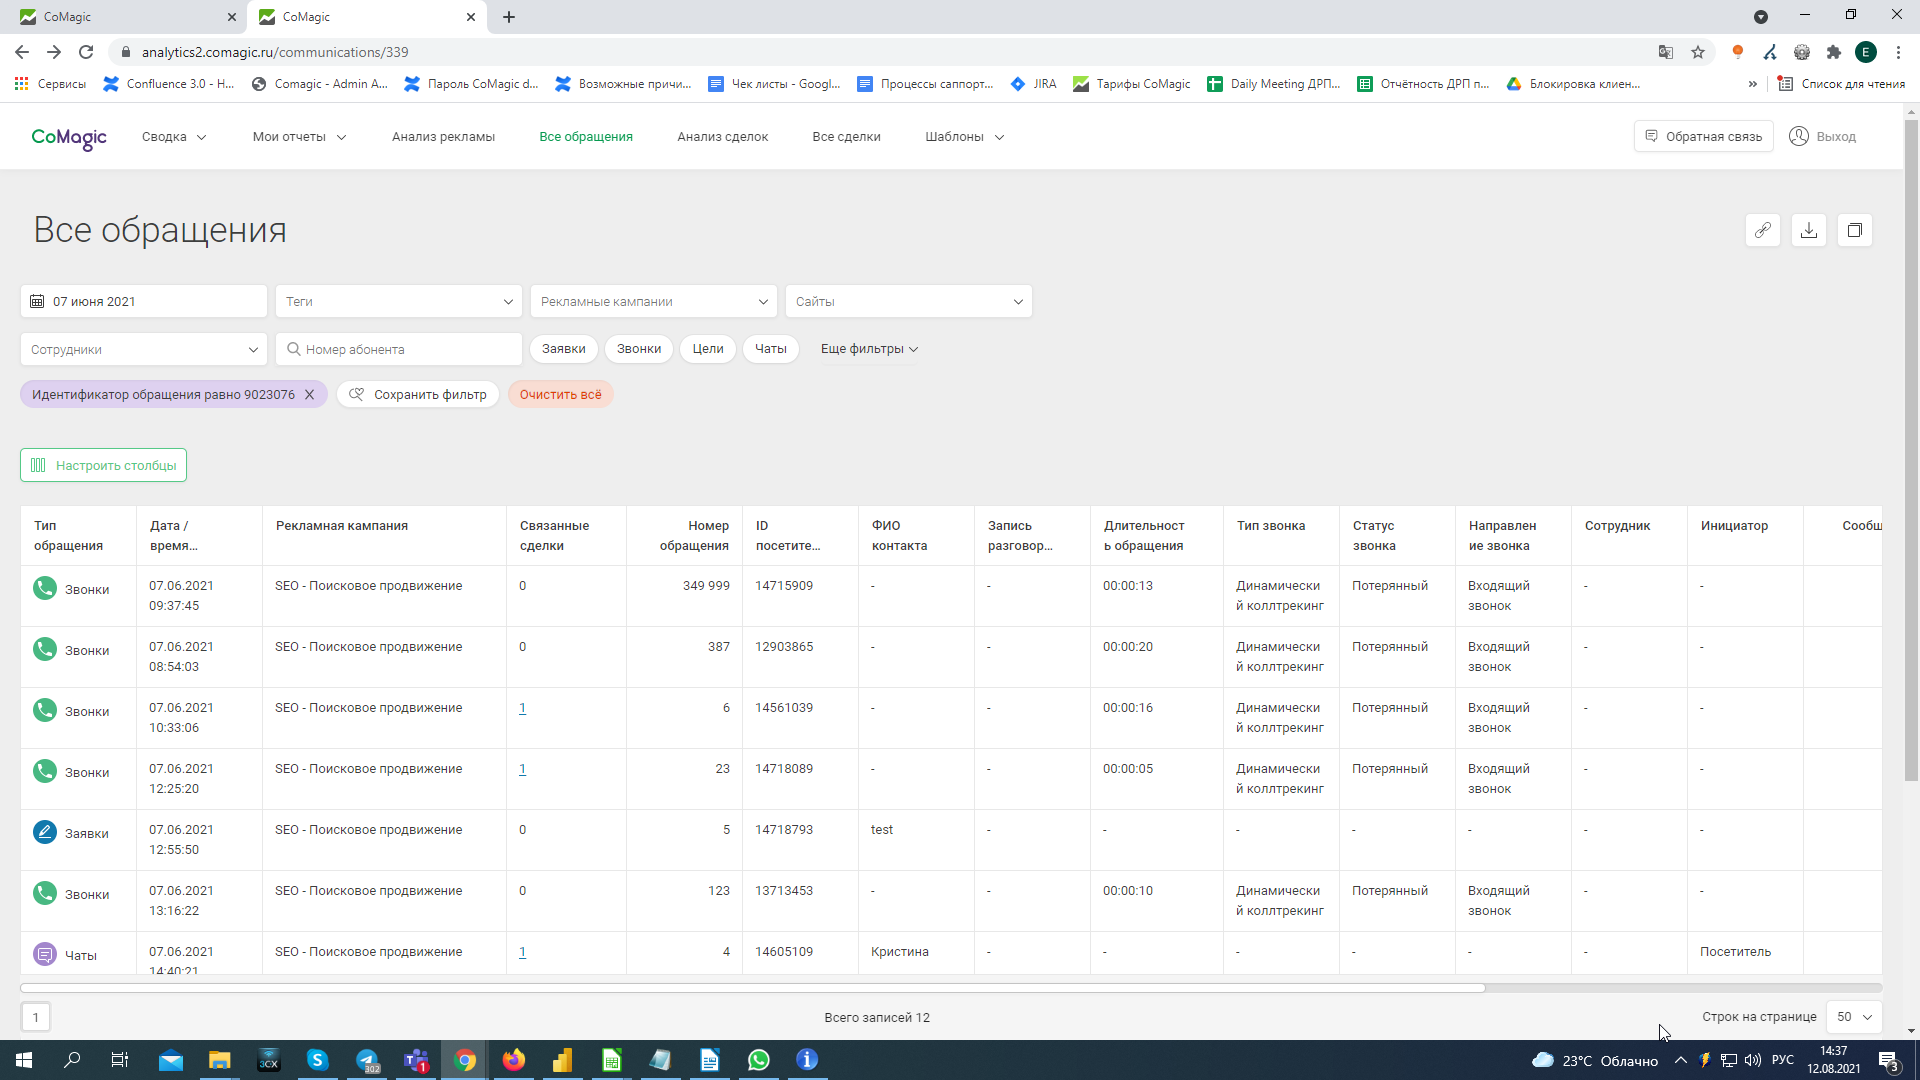 CoMagic
CoMagic
analytics2.comagic.ru/communications/339
E
Сервисы
Confluence 3.0 - H...
Comagic - Admin A...
Пароль CoMagic d...
Возможные причи...
Чек листы - Googl...
Процессы саппорт...
JIRA
Тарифы CoMagic
Daily Meeting ДРП...
Отчётность ДРП п...
Блокировка клиен...
»
Список для чтения
CoMagic
Сводка
Мои отчеты
Анализ рекламы
Все обращения
Анализ сделок
Все сделки
Шаблоны
Обратная связь
Выход
Все обращения
07 июня 2021
Теги
Рекламные кампании
Сайты
Сотрудники
Номер абонента
Заявки
Звонки
Цели
Чаты
Еще фильтры
Идентификатор обращения равно 9023076
Сохранить фильтр
Очистить всё
Настроить столбцы
Тип обращения Дата / время... Рекламная кампания Связанные сделки Номер обращения ID посетите... ФИО контакта Запись разговор... Длительность обращения Тип звонка Статус звонка Направление звонка Сотрудник Инициатор Сообщ
Звонки 07.06.2021 09:37:45 SEO - Поисковое продвижение 0 349 999 14715909 - - 00:00:13 Динамический коллтрекинг Потерянный Входящий звонок - -
Звонки 07.06.2021 08:54:03 SEO - Поисковое продвижение 0 387 12903865 - - 00:00:20 Динамический коллтрекинг Потерянный Входящий звонок - -
Звонки 07.06.2021 10:33:06 SEO - Поисковое продвижение 1 6 14561039 - - 00:00:16 Динамический коллтрекинг Потерянный Входящий звонок - -
Звонки 07.06.2021 12:25:20 SEO - Поисковое продвижение 1 23 14718089 - - 00:00:05 Динамический коллтрекинг Потерянный Входящий звонок - -
Заявки 07.06.2021 12:55:50 SEO - Поисковое продвижение 0 5 14718793 test - - - - - - -
Звонки 07.06.2021 13:16:22 SEO - Поисковое продвижение 0 123 13713453 - - 00:00:10 Динамический коллтрекинг Потерянный Входящий звонок - -
Чаты 07.06.2021 14:40:21 SEO - Поисковое продвижение 1 4 14605109 Кристина - - - - - - Посетитель
1
Всего записей 12
Строк на странице
50
3CX
302
1
23°C Облачно
РУС
14:37
12.08.2021
3